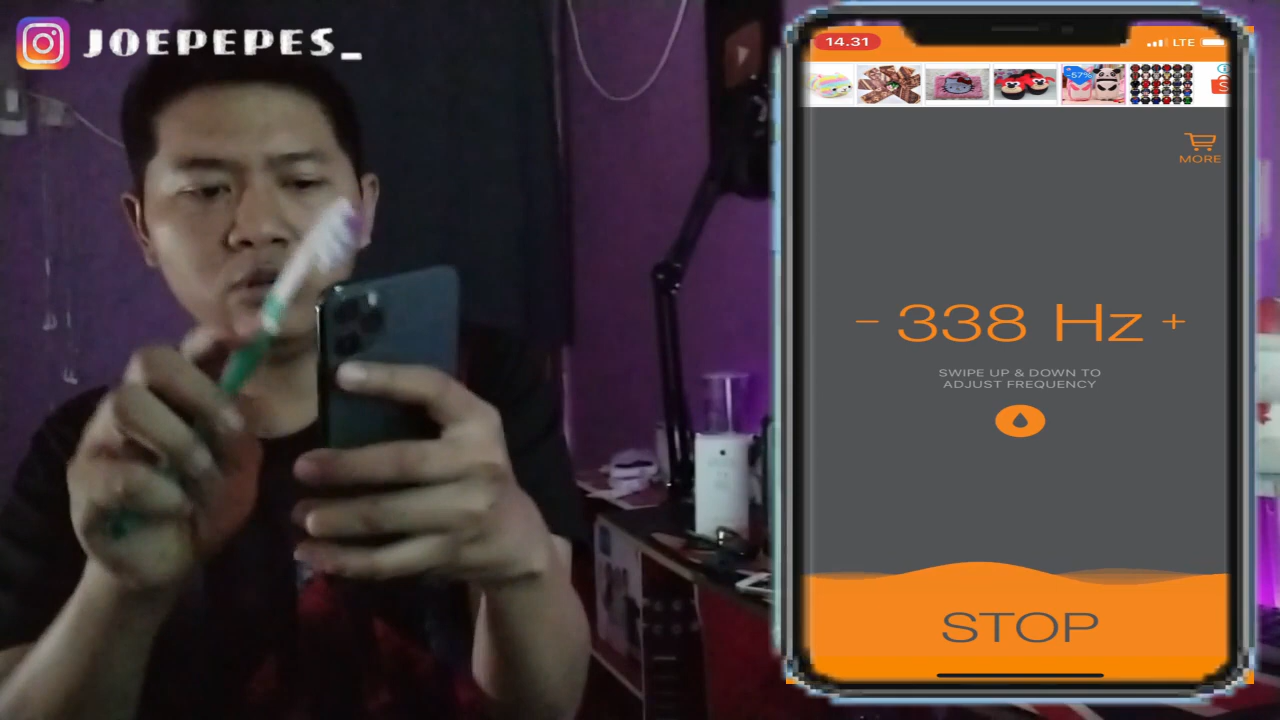 JOEPEPES_
14.31
LTE
-57%
MORE
- 338 Hz +
SWIPE UP & DOWN TO
ADJUST FREQUENCY
STOP